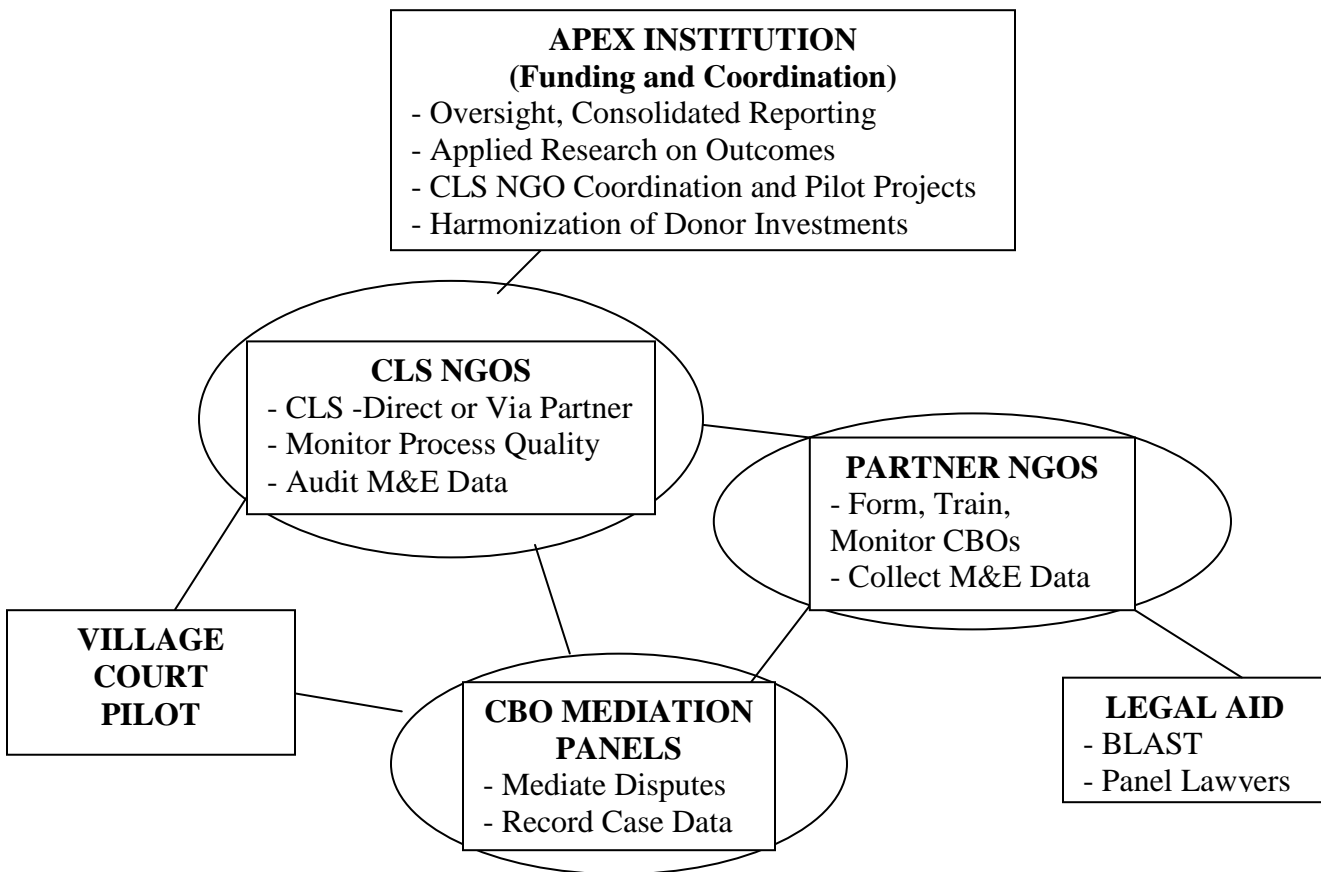 APEX INSTITUTION
(Funding and Coordination)
- Oversight, Consolidated Reporting
- Applied Research on Outcomes
- CLS NGO Coordination and Pilot Projects
- Harmonization of Donor Investments
CLS NGOS
- CLS -Direct or Via Partner
- Monitor Process Quality
- Audit M&E Data
PARTNER NGOS
- Form, Train,
Monitor CBOs
- Collect M&E Data
VILLAGE
COURT
PILOT
CBO MEDIATION
PANELS
- Mediate Disputes
- Record Case Data
LEGAL AID
- BLAST
- Panel Lawyers